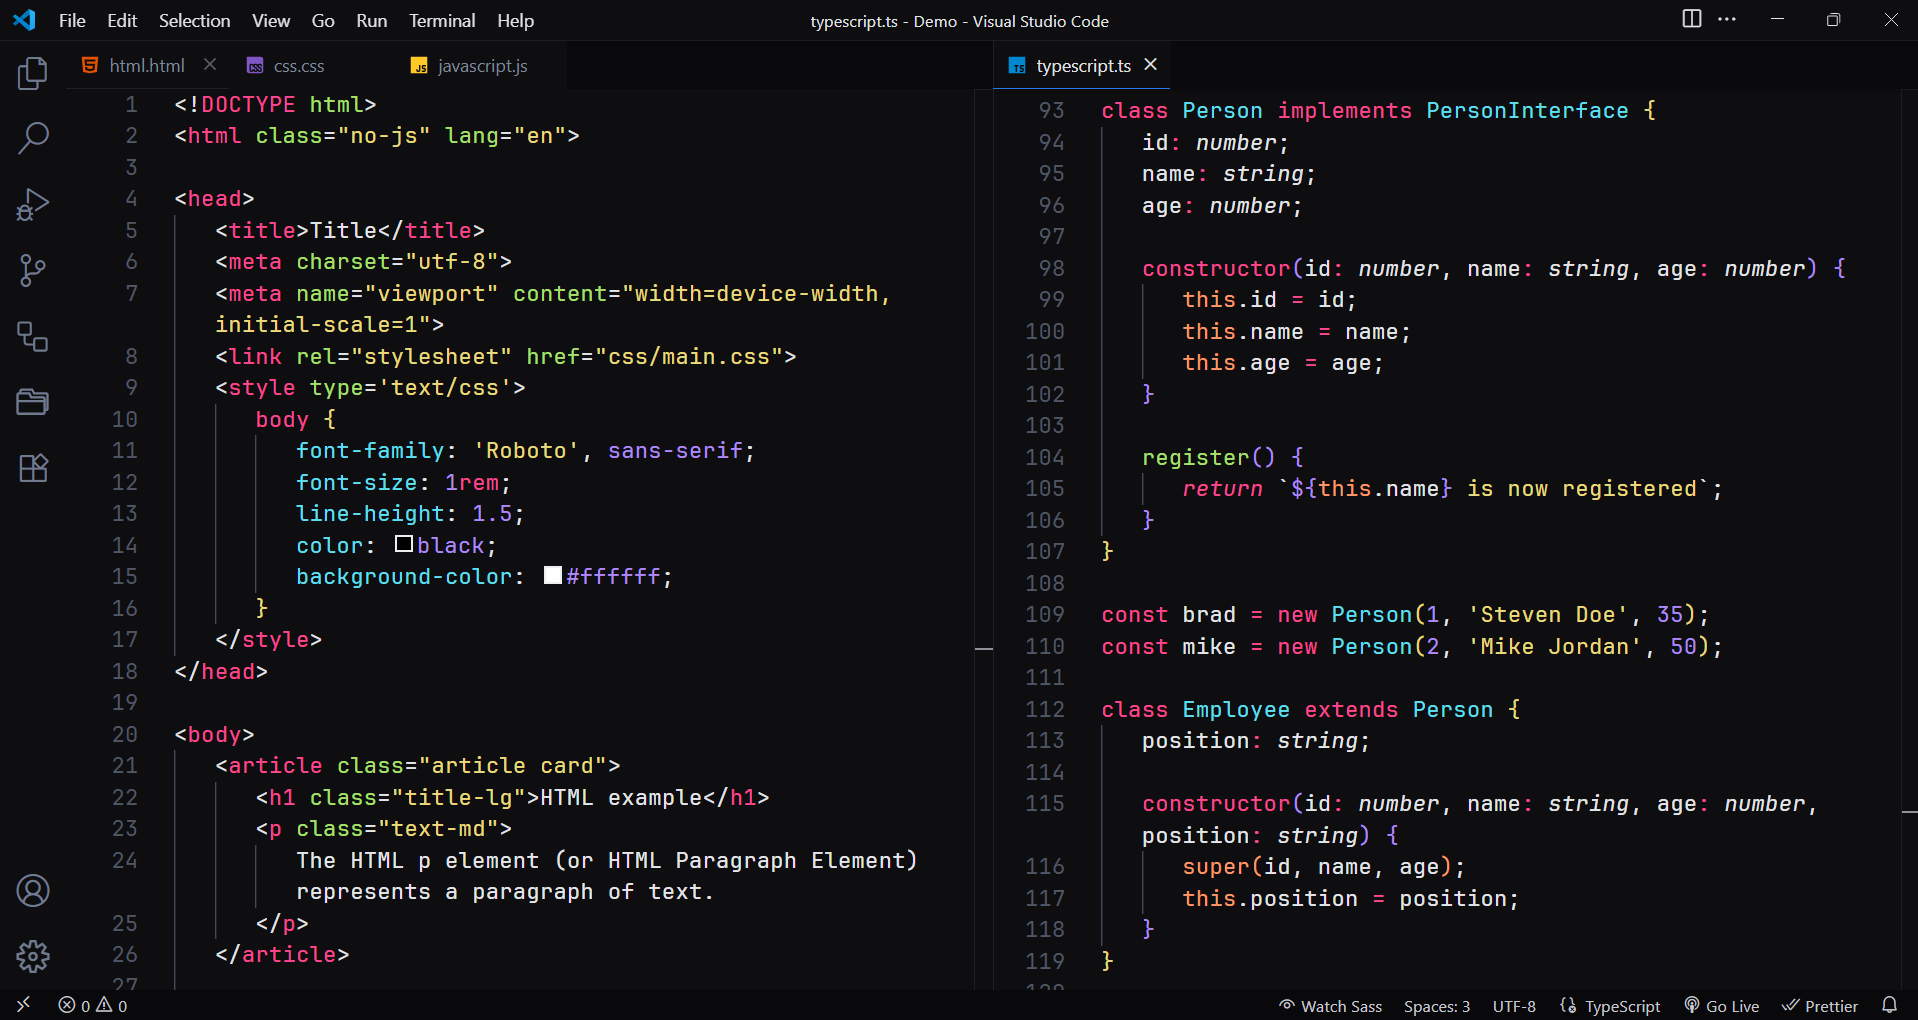 File Edit Selection View Go Run Terminal Help
typescript.ts - Demo - Visual Studio Code
html.html
css.css
javascript.js
1 <!DOCTYPE html>
2 <html class="no-js" lang="en">
3
4 <head>
5 <title>Title</title>
6 <meta charset="utf-8">
7 <meta name="viewport" content="width=device-width,
initial-scale=1">
8 <link rel="stylesheet" href="css/main.css">
9 <style type='text/css'>
10 body {
11 font-family: 'Roboto', sans-serif;
12 font-size: 1rem;
13 line-height: 1.5;
14 color: black;
15 background-color: #ffffff;
16 }
17 </style>
18 </head>
19
20 <body>
21 <article class="article card">
22 <h1 class="title-lg">HTML example</h1>
23 <p class="text-md">
24 The HTML p element (or HTML Paragraph Element)
represents a paragraph of text.
25 </p>
26 </article>
27
TS typescript.ts
93 class Person implements PersonInterface {
94 id: number;
95 name: string;
96 age: number;
97
98 constructor(id: number, name: string, age: number) {
99 this.id = id;
100 this.name = name;
101 this.age = age;
102 }
103
104 register() {
105 return `${this.name} is now registered`;
106 }
107 }
108
109 const brad = new Person(1, 'Steven Doe', 35);
110 const mike = new Person(2, 'Mike Jordan', 50);
111
112 class Employee extends Person {
113 position: string;
114
115 constructor(id: number, name: string, age: number,
position: string) {
116 super(id, name, age);
117 this.position = position;
118 }
119 }
120
0 0
Watch Sass
Spaces: 3
UTF-8
TypeScript
Go Live
Prettier